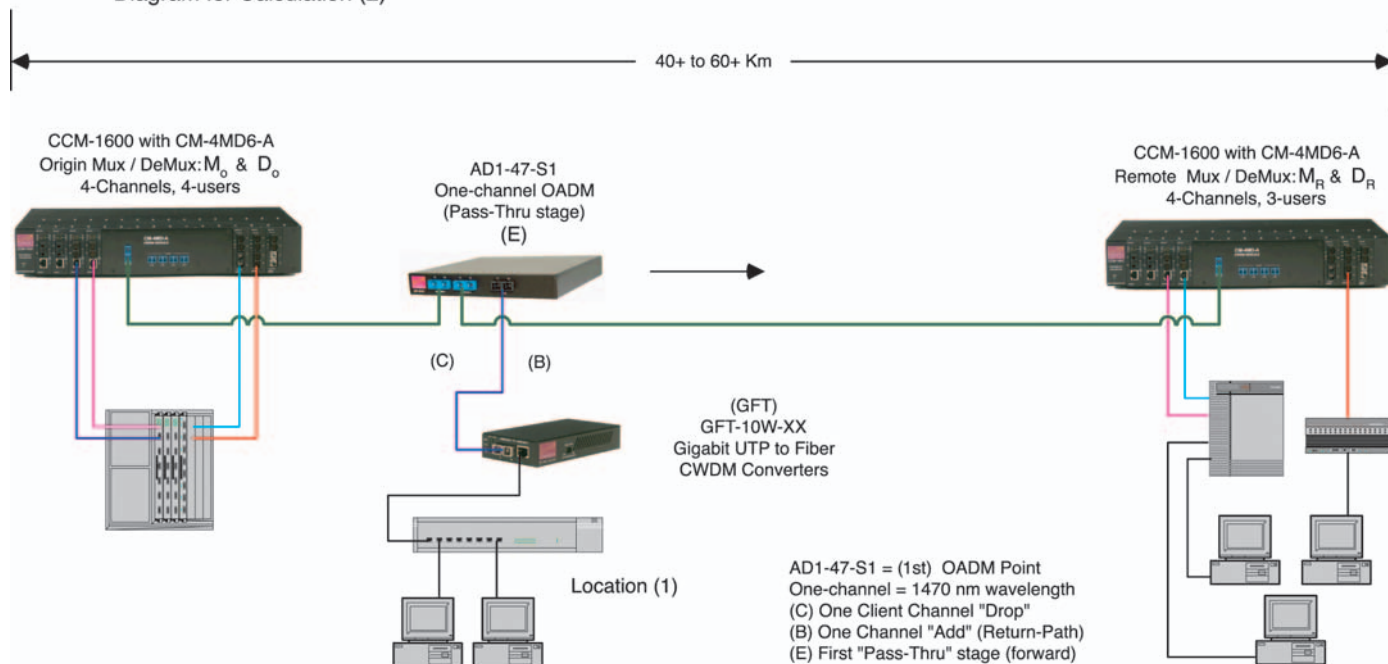 Diagram for Calculation (2)
40+ to 60+ Km
CCM-1600 with CM-4MD6-A
Origin Mux / DeMux: Mo & Do
4-Channels, 4-users
AD1-47-S1
One-channel OADM
(Pass-Thru stage)
(E)
CCM-1600 with CM-4MD6-A
Remote Mux / DeMux: MR & DR
4-Channels, 3-users
(C)
(B)
(GFT)
GFT-10W-XX
Gigabit UTP to Fiber
CWDM Converters
Location (1)
AD1-47-S1 = (1st) OADM Point
One-channel = 1470 nm wavelength
(C) One Client Channel "Drop"
(B) One Channel "Add" (Return-Path)
(E) First "Pass-Thru" stage (forward)